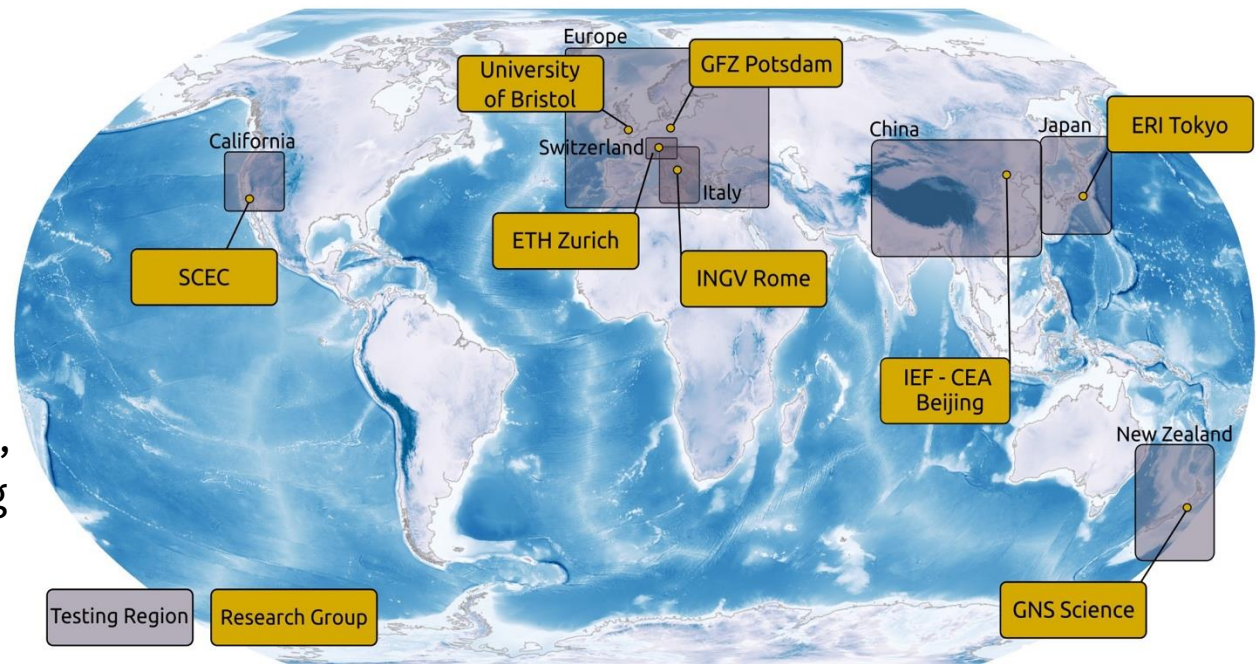 Europe
University
of Bristol
GFZ Potsdam
California
Switzerland
China
Japan
ERI Tokyo
Italy
ETH Zurich
SCEC
INGV Rome
IEF - CEA
Beijing
,
g
New Zealand
Testing Region
Research Group
GNS Science